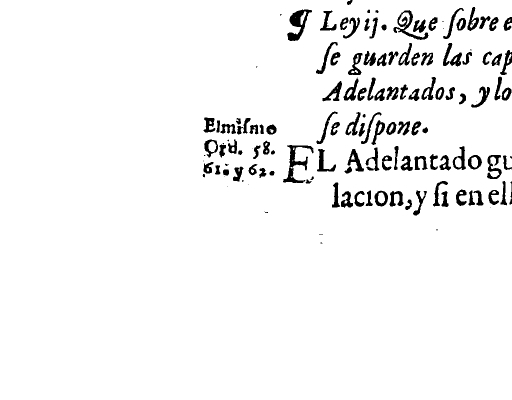 ¶ Ley ij. Que ſobre e
ſe guarden las cap
Adelantados, y lo
ſe diſpone.
El miſmo
Ord. 58.
61. y 62.
EL Adelantado gu
lacion, y ſi en ell